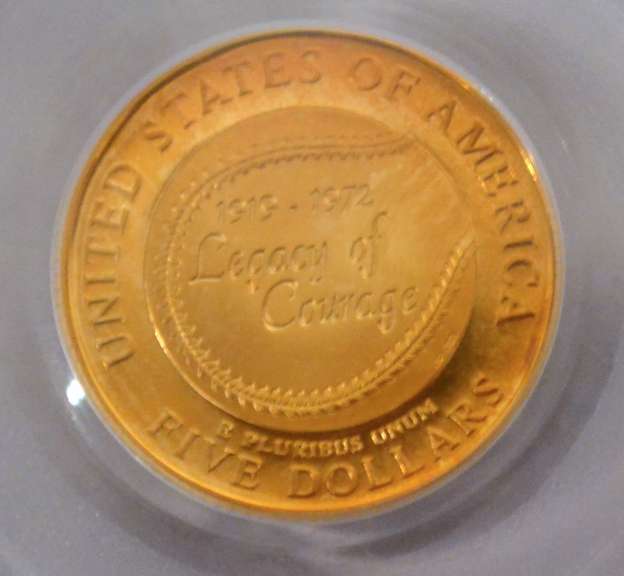 UNITED STATES OF AMERICA
1919 - 1972
Legacy of
Courage
E PLURIBUS UNUM
FIVE DOLLARS